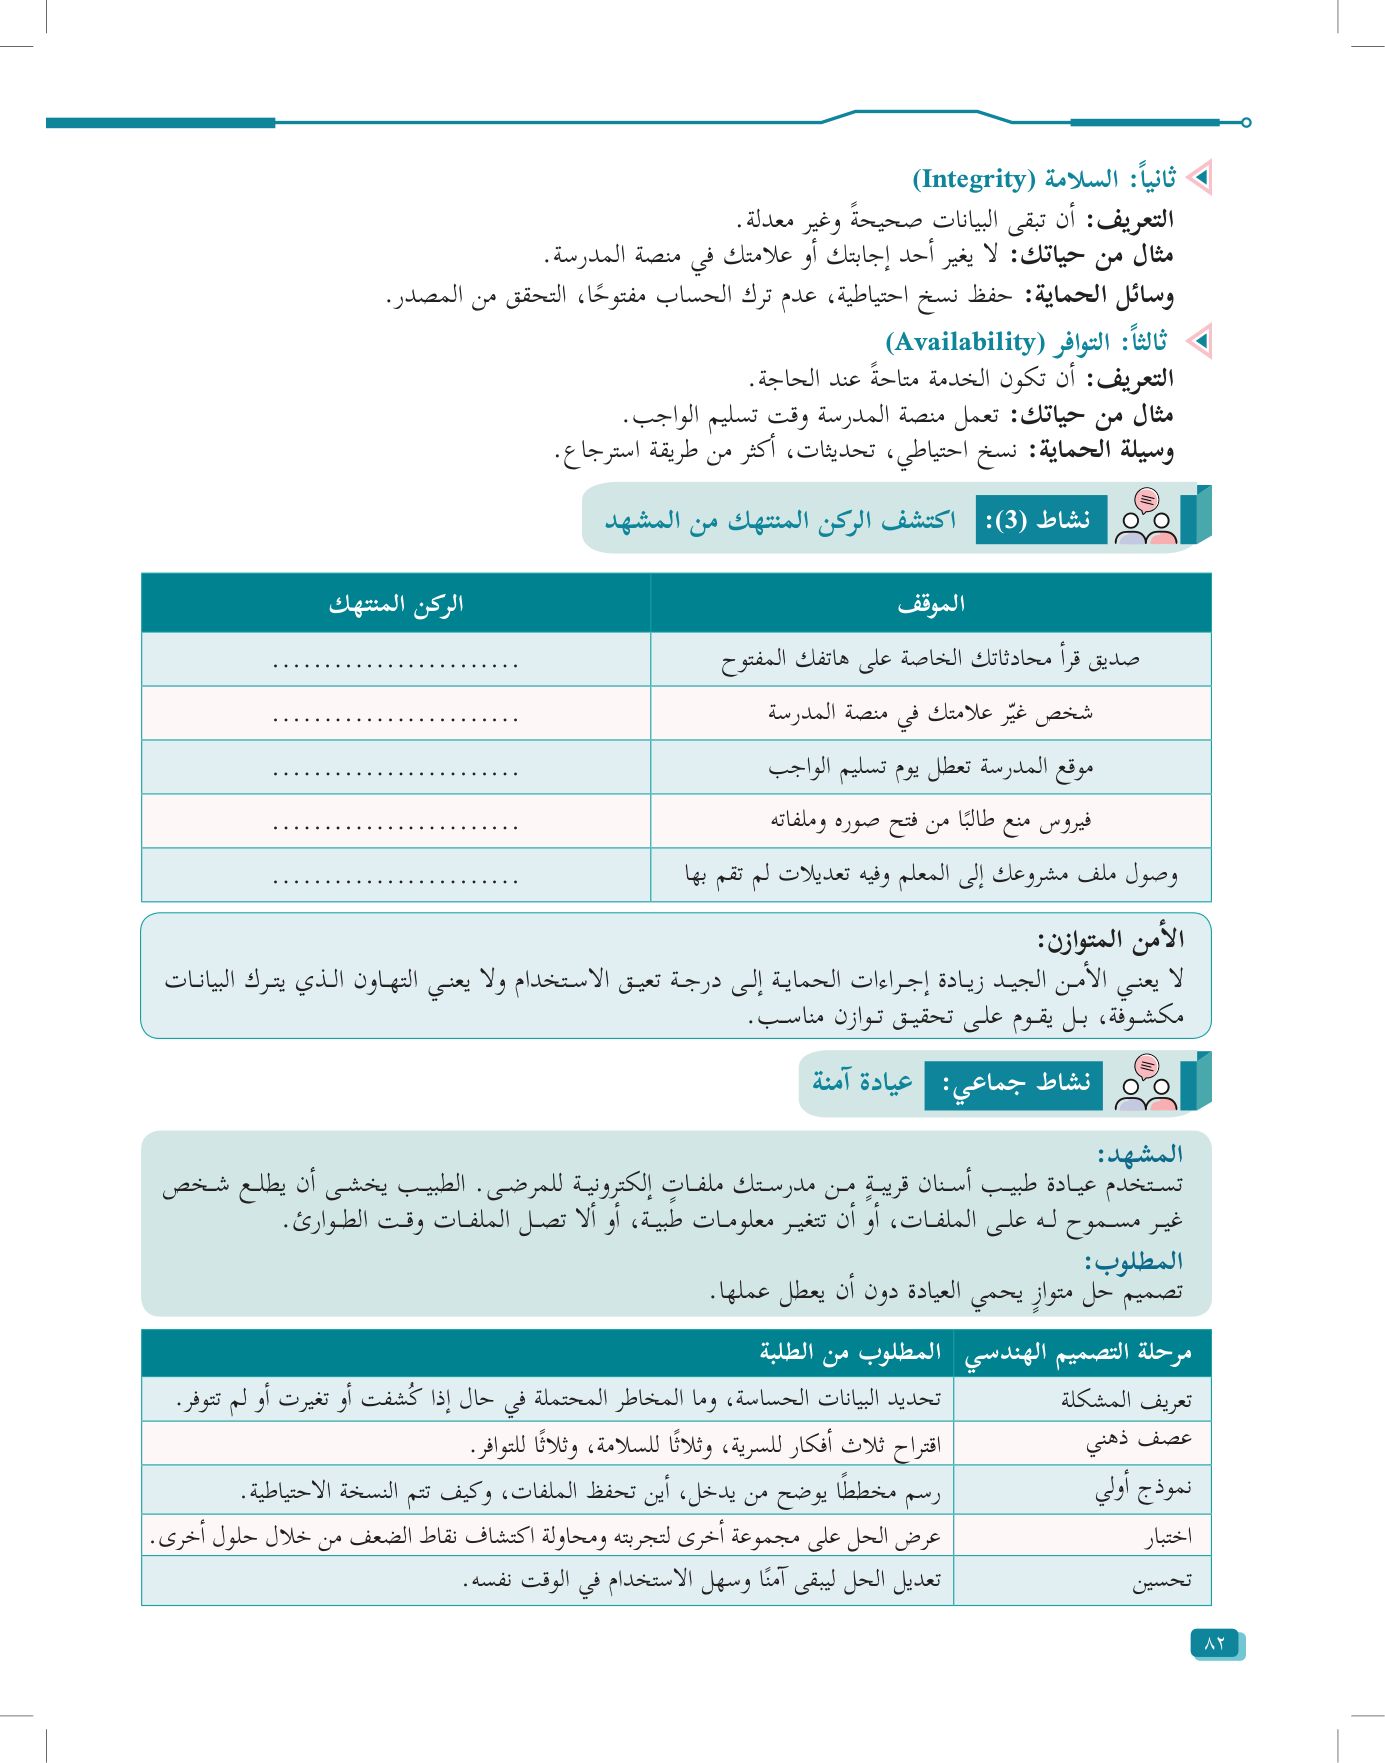 ثانياً: السلامة (Integrity)
التعريف: أن تبقى البيانات صحيحةً وغير معدلة.
مثال من حياتك: لا يغير أحد إجابتك أو علامتك في منصة المدرسة.
وسائل الحماية: حفظ نسخ احتياطية، عدم ترك الحساب مفتوحًا، التحقق من المصدر.
ثالثاً: التوافر (Availability)
التعريف: أن تكون الخدمة متاحةً عند الحاجة.
مثال من حياتك: تعمل منصة المدرسة وقت تسليم الواجب.
وسيلة الحماية: نسخ احتياطي، تحديثات، أكثر من طريقة استرجاع.
نشاط (3): اكتشف الركن المنتهك من المشهد
الموقف الركن المنتهك
صديق قرأ محادثاتك الخاصة على هاتفك المفتوح ........................
شخص غيّر علامتك في منصة المدرسة ........................
موقع المدرسة تعطل يوم تسليم الواجب ........................
فيروس منع طالبًا من فتح صوره وملفاته ........................
وصول ملف مشروعك إلى المعلم وفيه تعديلات لم تقم بها ........................
الأمن المتوازن:
لا يعني الأمن الجيد زيادة إجراءات الحماية إلى درجة تعيق الاستخدام ولا يعني التهاون الذي يترك البيانات
مكشوفة، بل يقوم على تحقيق توازن مناسب.
نشاط جماعي: عيادة آمنة
المشهد:
تستخدم عيادة طبيب أسنان قريبةٍ من مدرستك ملفاتٍ إلكترونية للمرضى. الطبيب يخشى أن يطلع شخص
غير مسموح له على الملفات، أو أن تتغير معلومات طبية، أو ألا تصل الملفات وقت الطوارئ.
المطلوب:
تصميم حل متوازٍ يحمي العيادة دون أن يعطل عملها.
مرحلة التصميم الهندسي المطلوب من الطلبة
تعريف المشكلة تحديد البيانات الحساسة، وما المخاطر المحتملة في حال إذا كُشفت أو تغيرت أو لم تتوفر.
عصف ذهني اقتراح ثلاث أفكار للسرية، وثلاثًا للسلامة، وثلاثًا للتوافر.
نموذج أولي رسم مخططًا يوضح من يدخل، أين تحفظ الملفات، وكيف تتم النسخة الاحتياطية.
اختبار عرض الحل على مجموعة أخرى لتجربته ومحاولة اكتشاف نقاط الضعف من خلال حلول أخرى.
تحسين تعديل الحل ليبقى آمنًا وسهل الاستخدام في الوقت نفسه.
٨٢